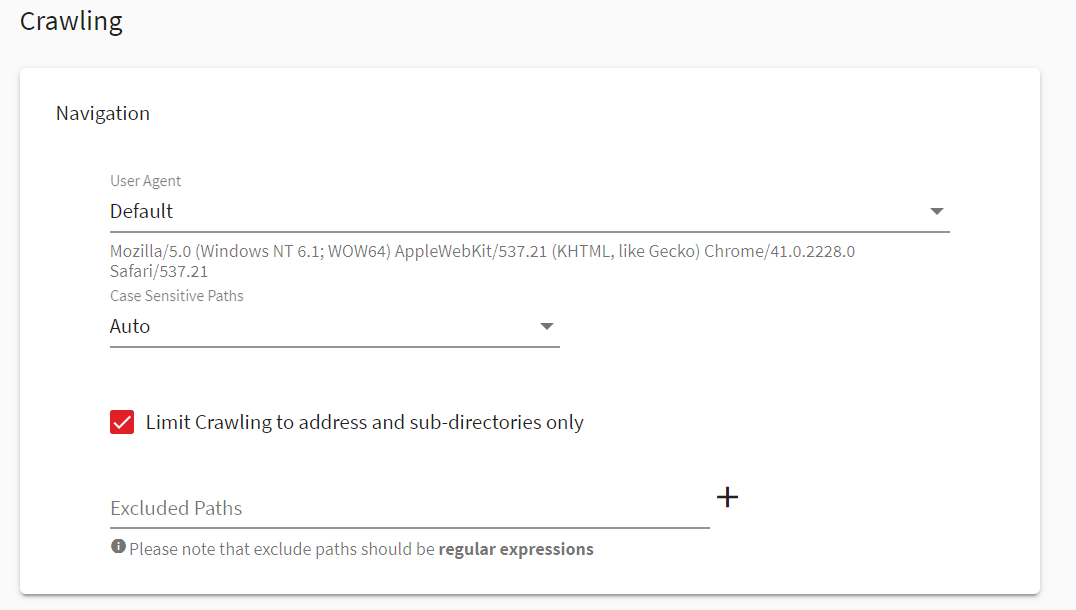 Crawling
Navigation
User Agent
Default
Mozilla/5.0 (Windows NT 6.1; WOW64) AppleWebKit/537.21 (KHTML, like Gecko) Chrome/41.0.2228.0
Safari/537.21
Case Sensitive Paths
Auto
Limit Crawling to address and sub-directories only
Excluded Paths
Please note that exclude paths should be regular expressions